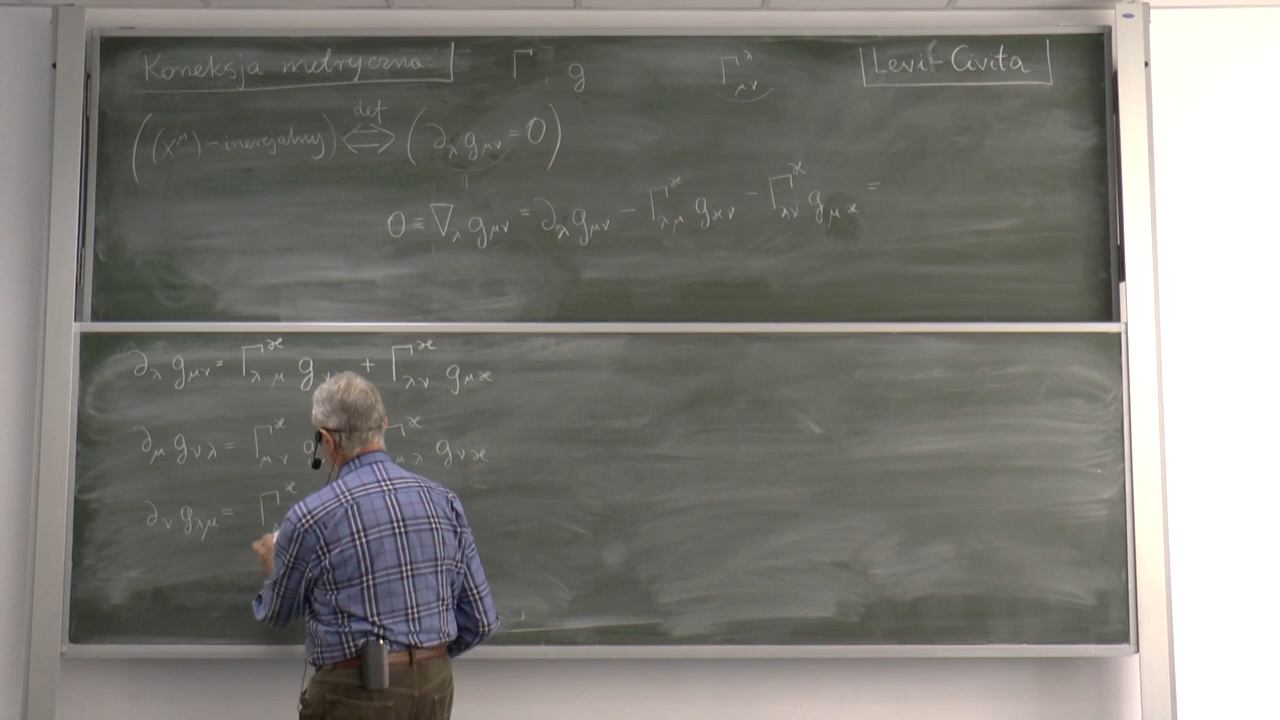 Koneksja metryczna: Γ g Γ^λ_μν Levi-Civita
((x^μ) - inercjalny) ⇔def (∂_λ g_μν = 0)
0 ≡ ∇_λ g_μν = ∂_λ g_μν - Γ^ϰ_λμ g_ϰν - Γ^ϰ_λν g_μϰ =
∂_λ g_μν = Γ^ϰ_λμ g + Γ^ϰ_λν g_μϰ
∂_μ g_νλ = Γ^ϰ_μν g Γ^ϰ_μλ g_νϰ
∂_ν g_λμ = Γ^ϰ